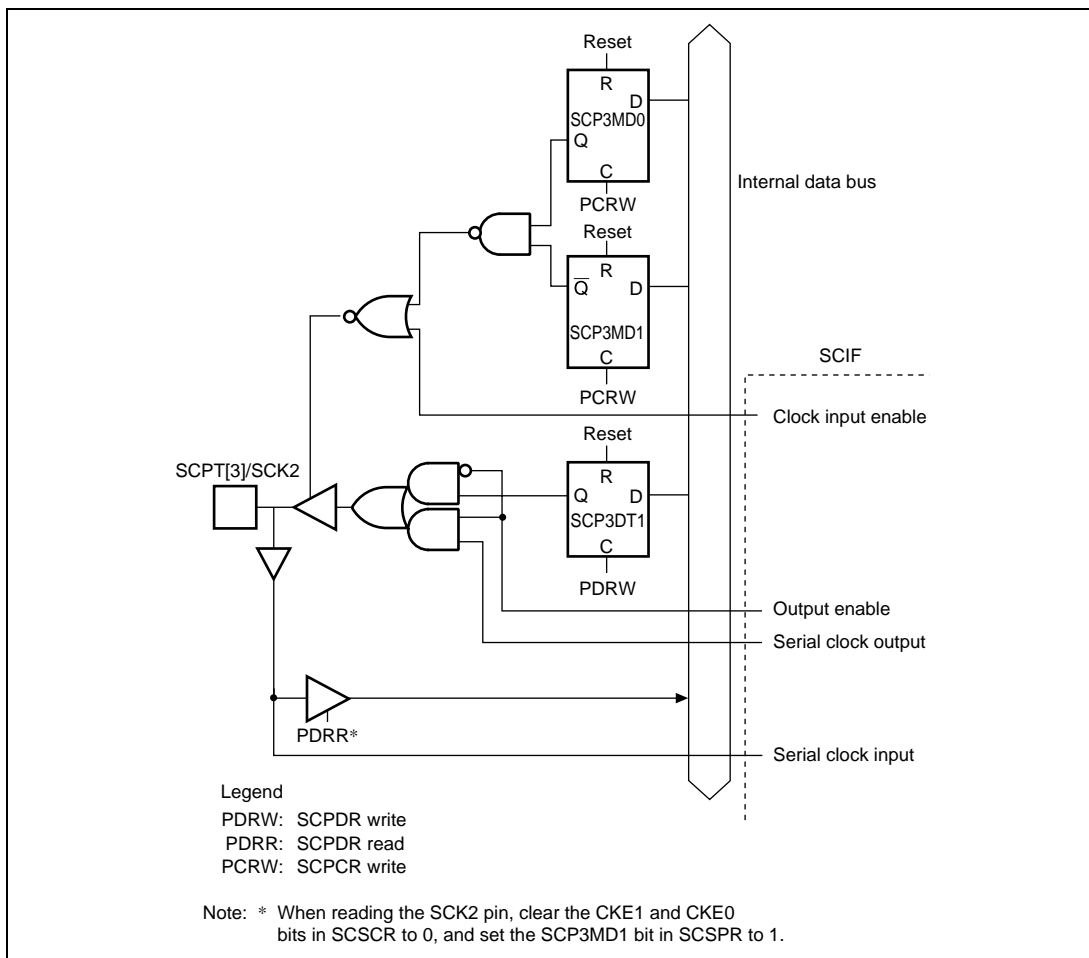 Reset
R
D
SCP3MD0
Q
C
PCRW
Internal data bus
Reset
R
Q
D
SCP3MD1
C
PCRW
SCIF
Clock input enable
Reset
SCPT[3]/SCK2
R
Q
D
SCP3DT1
C
PDRW
Output enable
Serial clock output
PDRR*
Serial clock input
Legend
PDRW: SCPDR write
PDRR: SCPDR read
PCRW: SCPCR write
Note: * When reading the SCK2 pin, clear the CKE1 and CKE0
bits in SCSCR to 0, and set the SCP3MD1 bit in SCSPR to 1.